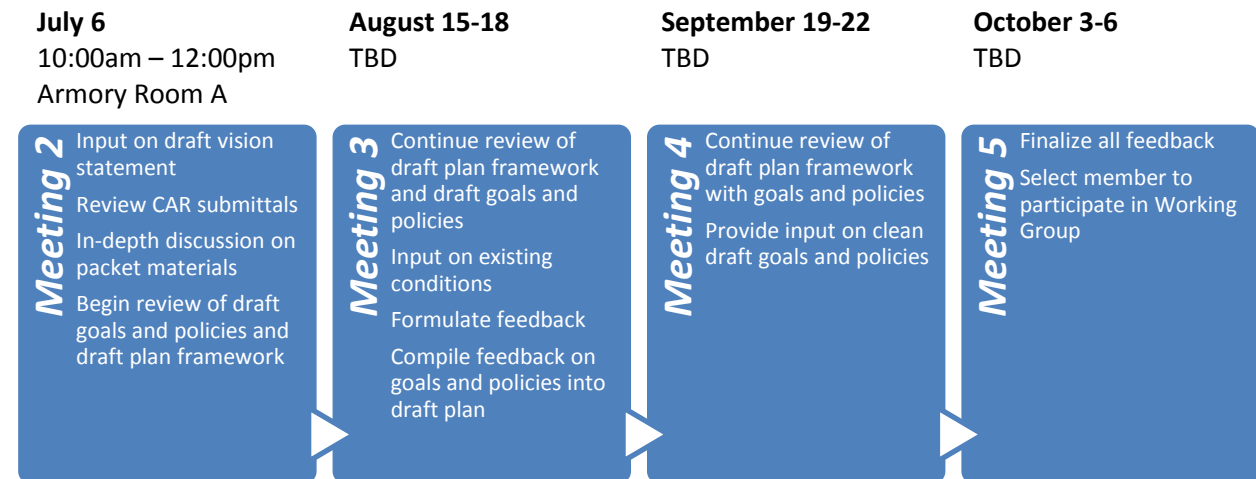 July 6
10:00am – 12:00pm
Armory Room A
August 15-18
TBD
September 19-22
TBD
October 3-6
TBD
Meeting 2
Input on draft vision
statement
Review CAR submittals
In-depth discussion on
packet materials
Begin review of draft
goals and policies and
draft plan framework
Meeting 3
Continue review of
draft plan framework
and draft goals and
policies
Input on existing
conditions
Formulate feedback
Compile feedback on
goals and policies into
draft plan
Meeting 4
Continue review of
draft plan framework
with goals and policies
Provide input on clean
draft goals and policies
Meeting 5
Finalize all feedback
Select member to
participate in Working
Group